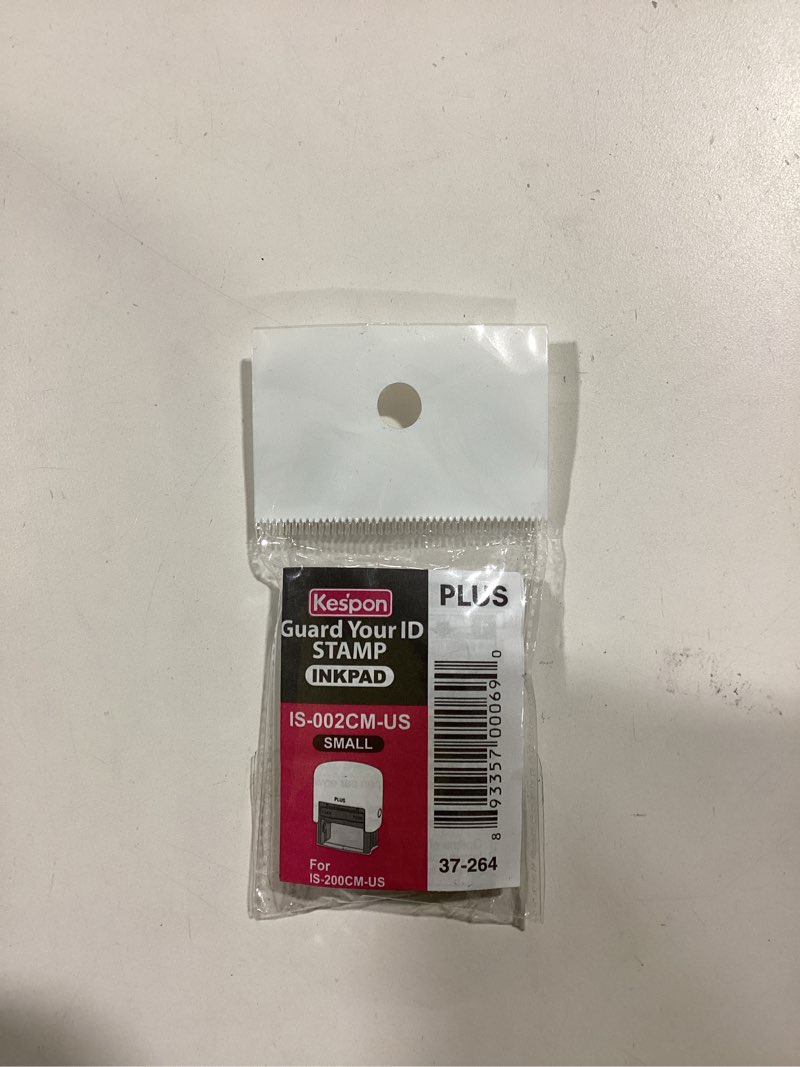 Kespon
Guard Your ID
STAMP
INKPAD
IS-002CM-US
SMALL
PLUS
For
IS-200CM-US
PLUS
8 93357 00069 0
37-264